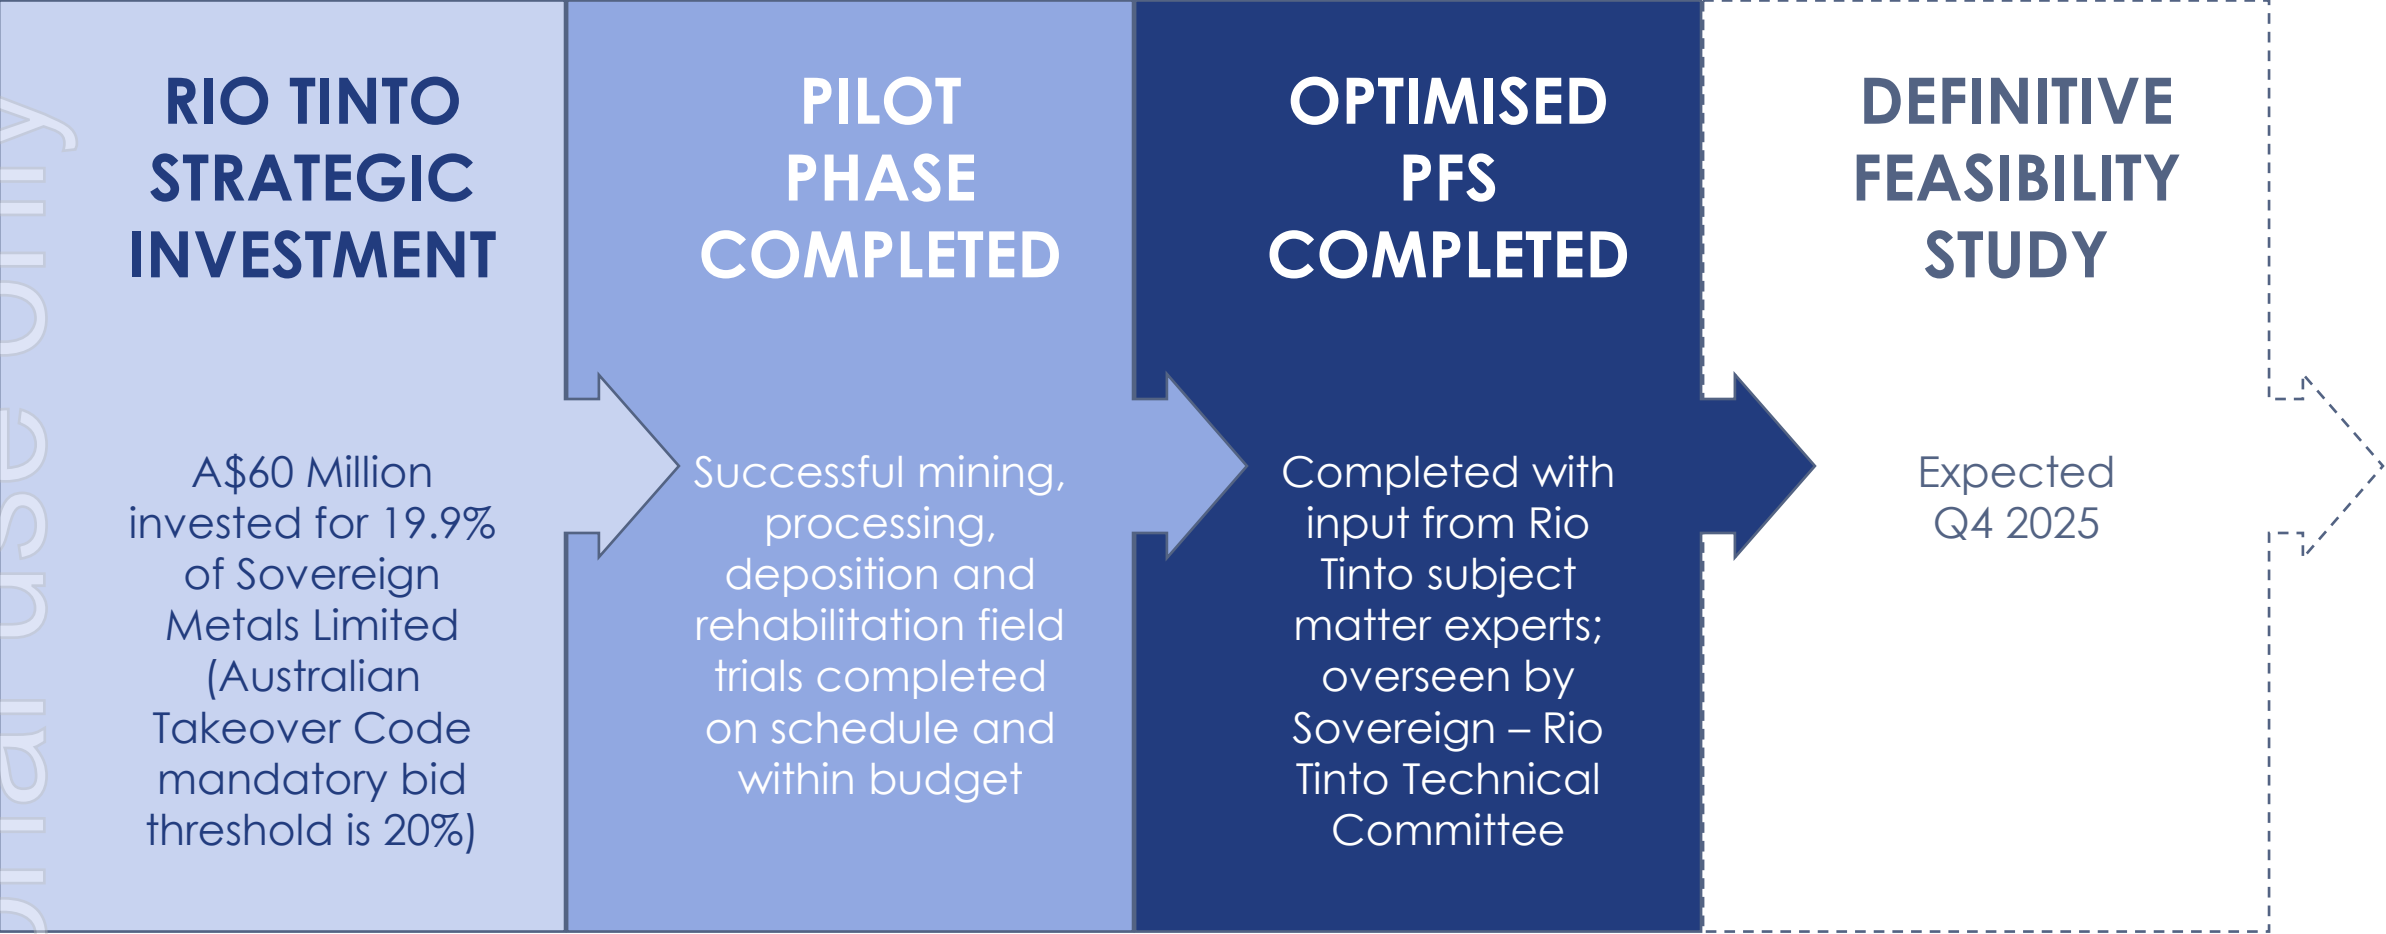 RIO TINTO
STRATEGIC
INVESTMENT
A$60 Million
invested for 19.9%
of Sovereign
Metals Limited
(Australian
Takeover Code
mandatory bid
threshold is 20%)
PILOT
PHASE
COMPLETED
Successful mining,
processing,
deposition and
rehabilitation field
trials completed
on schedule and
within budget
OPTIMISED
PFS
COMPLETED
Completed with
input from Rio
Tinto subject
matter experts;
overseen by
Sovereign – Rio
Tinto Technical
Committee
DEFINITIVE
FEASIBILITY
STUDY
Expected
Q4 2025
use only